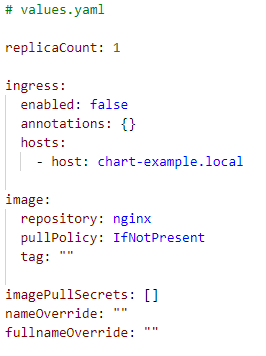 # values.yaml
replicaCount: 1
ingress:
  enabled: false
  annotations: {}
  hosts:
    - host: chart-example.local
image:
  repository: nginx
  pullPolicy: IfNotPresent
  tag: ""
imagePullSecrets: []
nameOverride: ""
fullnameOverride: ""